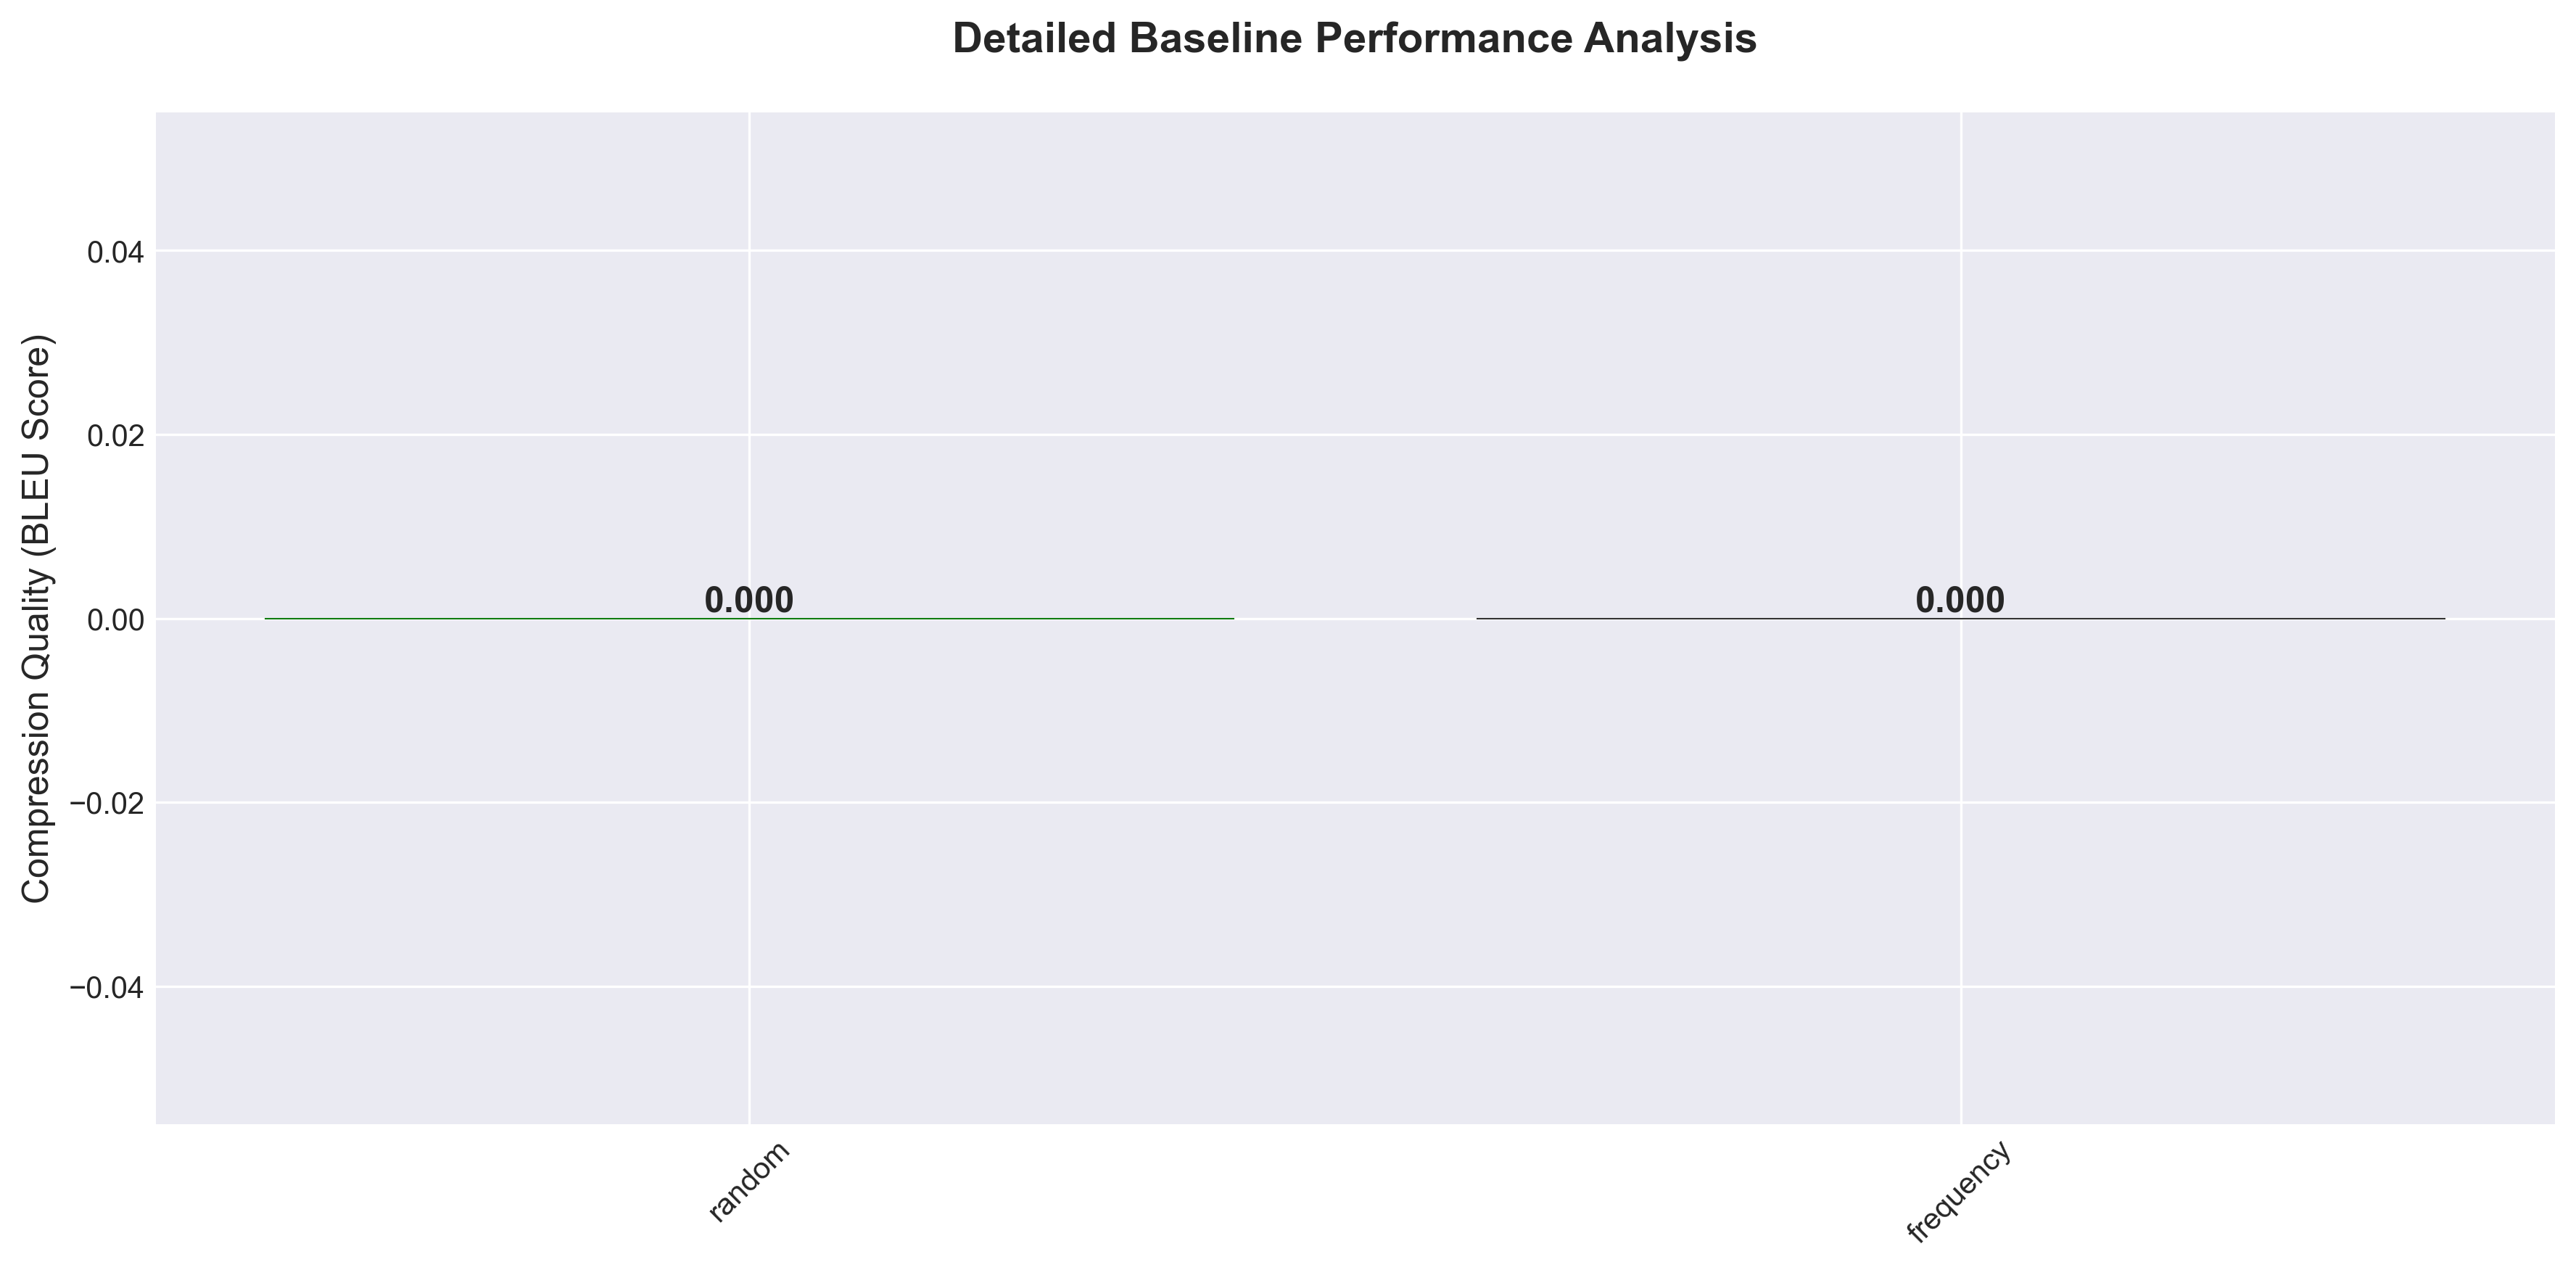 Detailed Baseline Performance Analysis
Compression Quality (BLEU Score)
0.04
0.02
0.00
−0.02
−0.04
0.000
0.000
random
frequency